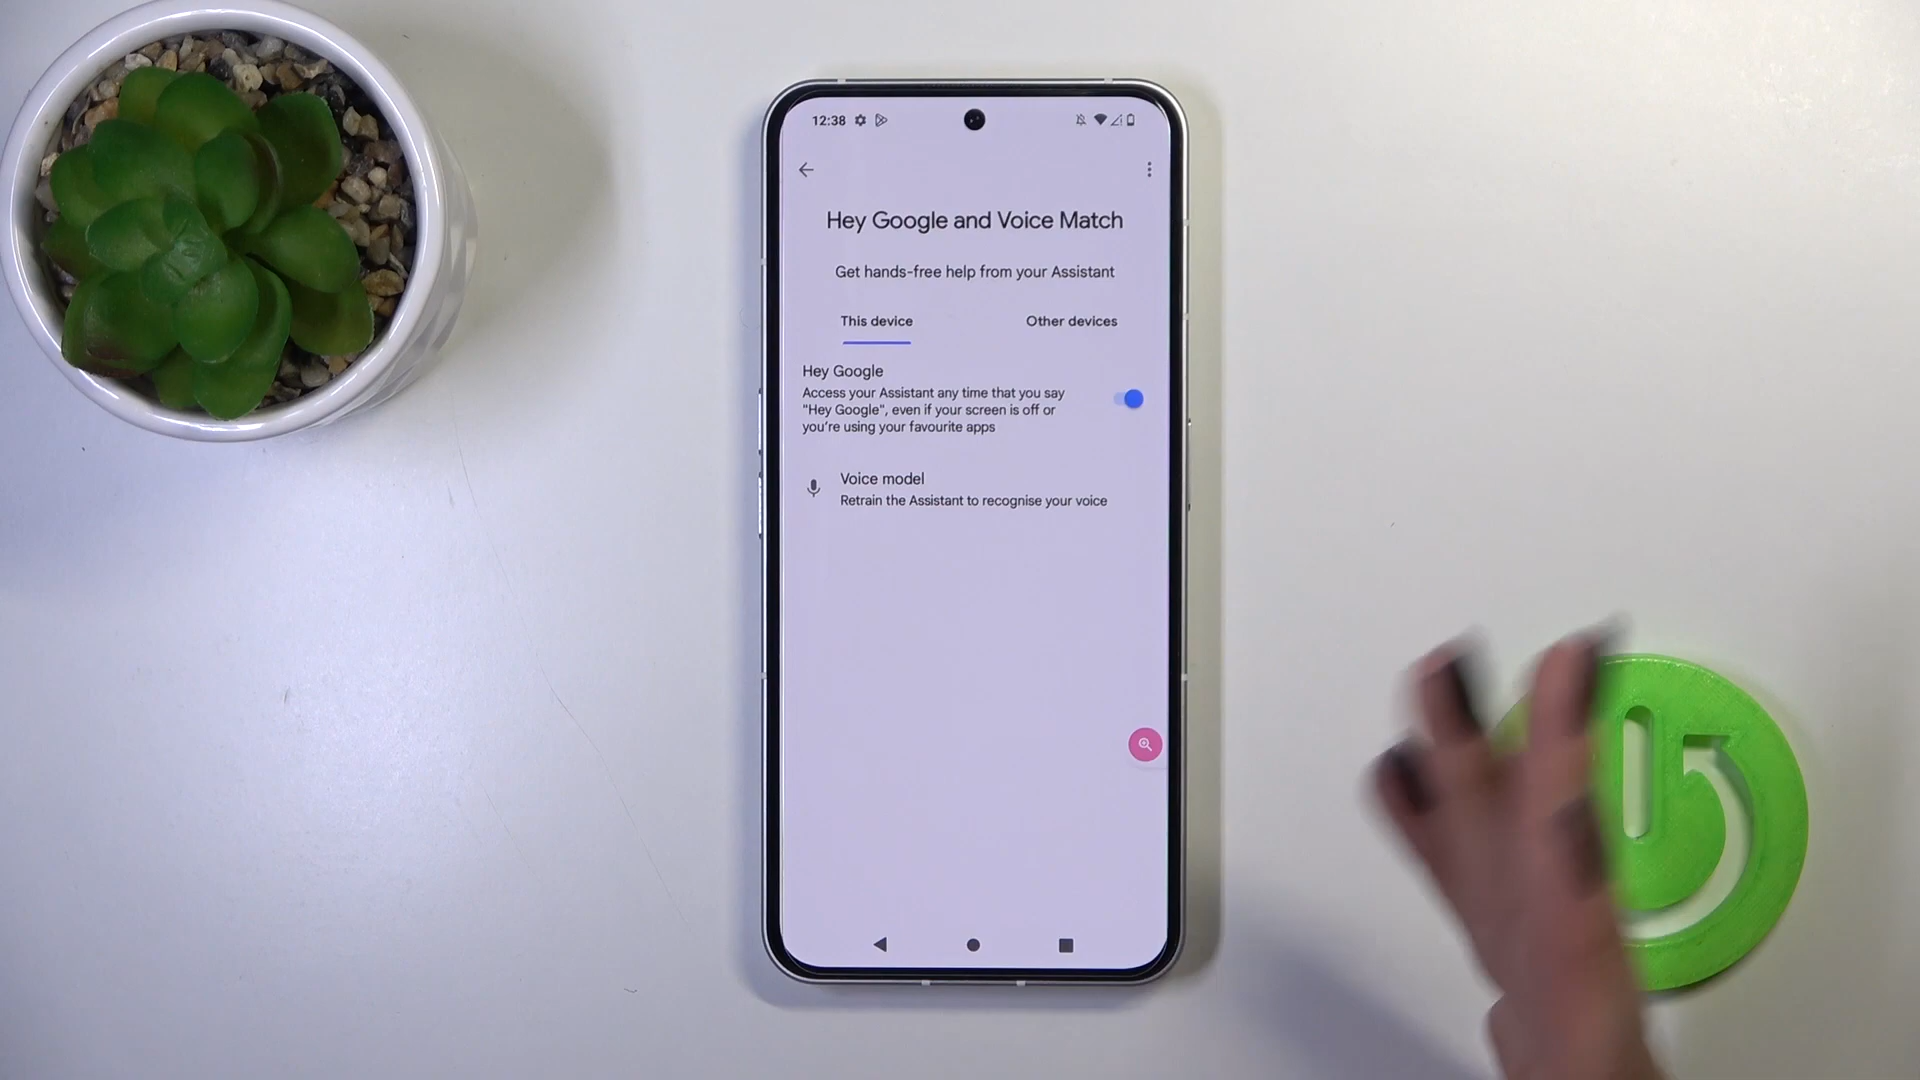 12:38
Hey Google and Voice Match
Get hands-free help from your Assistant
This device
Other devices
Hey Google
Access your Assistant any time that you say
"Hey Google", even if your screen is off or
you're using your favourite apps
Voice model
Retrain the Assistant to recognise your voice